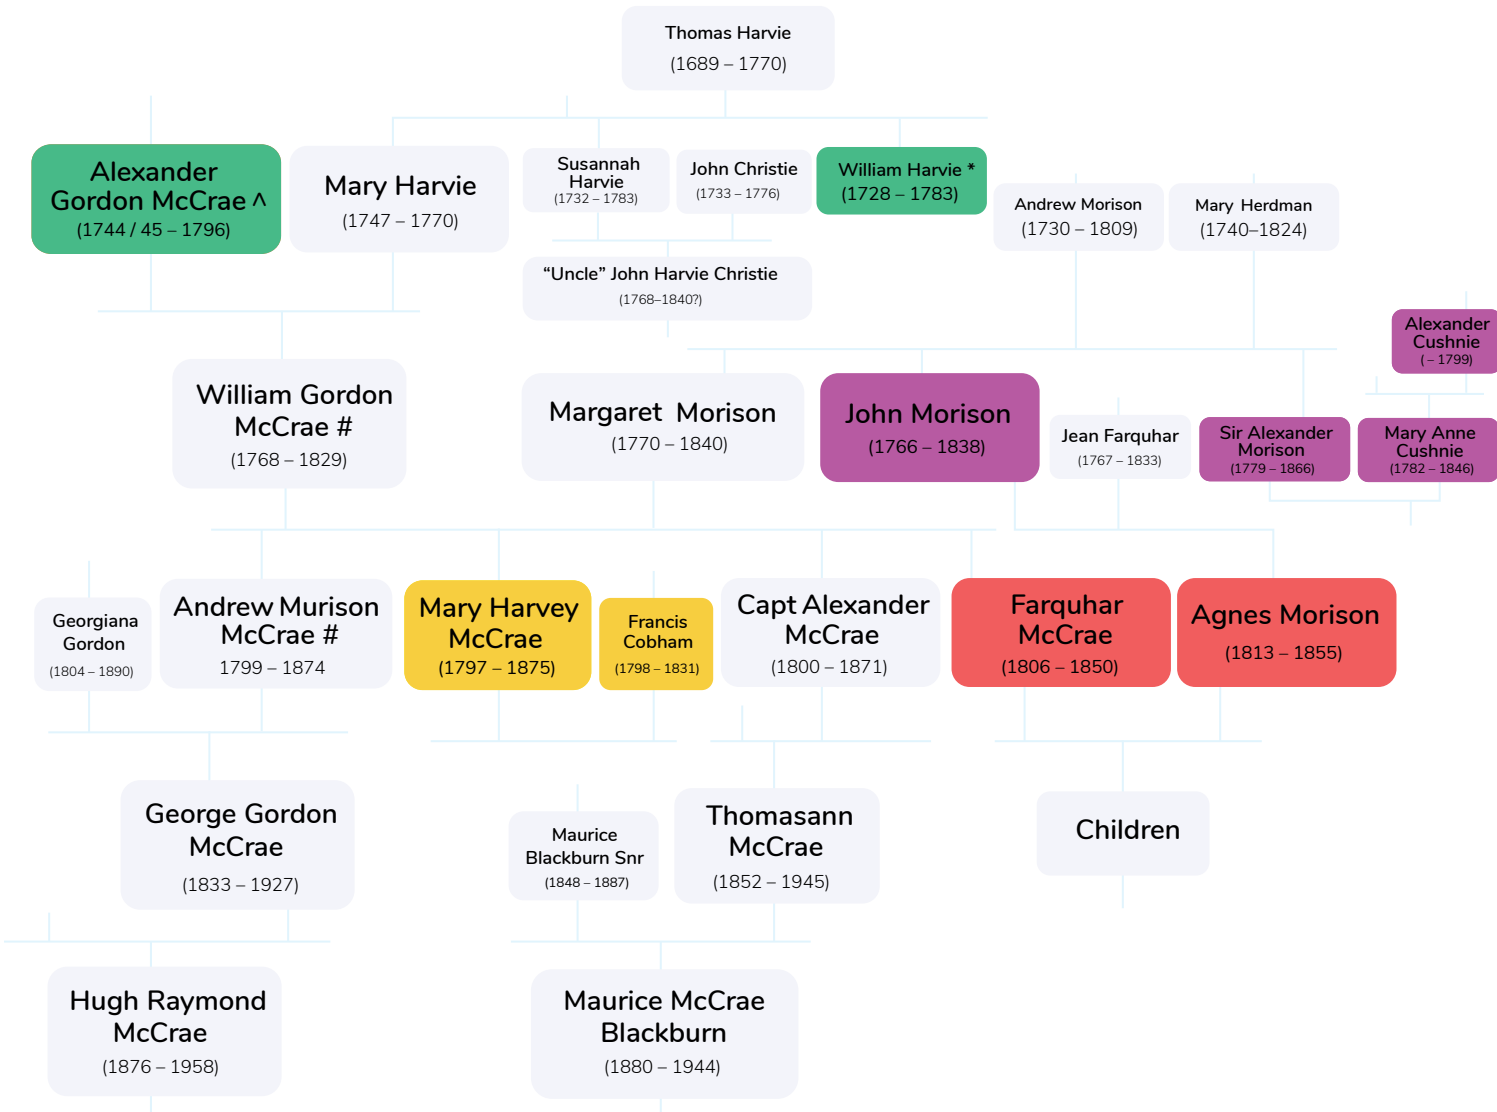 Thomas Harvie
(1689 – 1770)
Alexander
Gordon McCrae ^
(1744 / 45 – 1796)
Mary Harvie
(1747 – 1770)
Susannah
Harvie
(1732 – 1783)
John Christie
(1733 – 1776)
William Harvie *
(1728 – 1783)
Andrew Morison
(1730 – 1809)
Mary Herdman
(1740–1824)
“Uncle” John Harvie Christie
(1768–1840?)
Alexander
Cushnie
( – 1799)
William Gordon
McCrae #
(1768 – 1829)
Margaret Morison
(1770 – 1840)
John Morison
(1766 – 1838)
Jean Farquhar
(1767 – 1833)
Sir Alexander
Morison
(1779 – 1866)
Mary Anne
Cushnie
(1782 – 1846)
Georgiana
Gordon
(1804 – 1890)
Andrew Murison
McCrae #
1799 – 1874
Mary Harvey
McCrae
(1797 – 1875)
Francis
Cobham
(1798 – 1831)
Capt Alexander
McCrae
(1800 – 1871)
Farquhar
McCrae
(1806 – 1850)
Agnes Morison
(1813 – 1855)
George Gordon
McCrae
(1833 – 1927)
Maurice
Blackburn Snr
(1848 – 1887)
Thomasann
McCrae
(1852 – 1945)
Children
Hugh Raymond
McCrae
(1876 – 1958)
Maurice McCrae
Blackburn
(1880 – 1944)